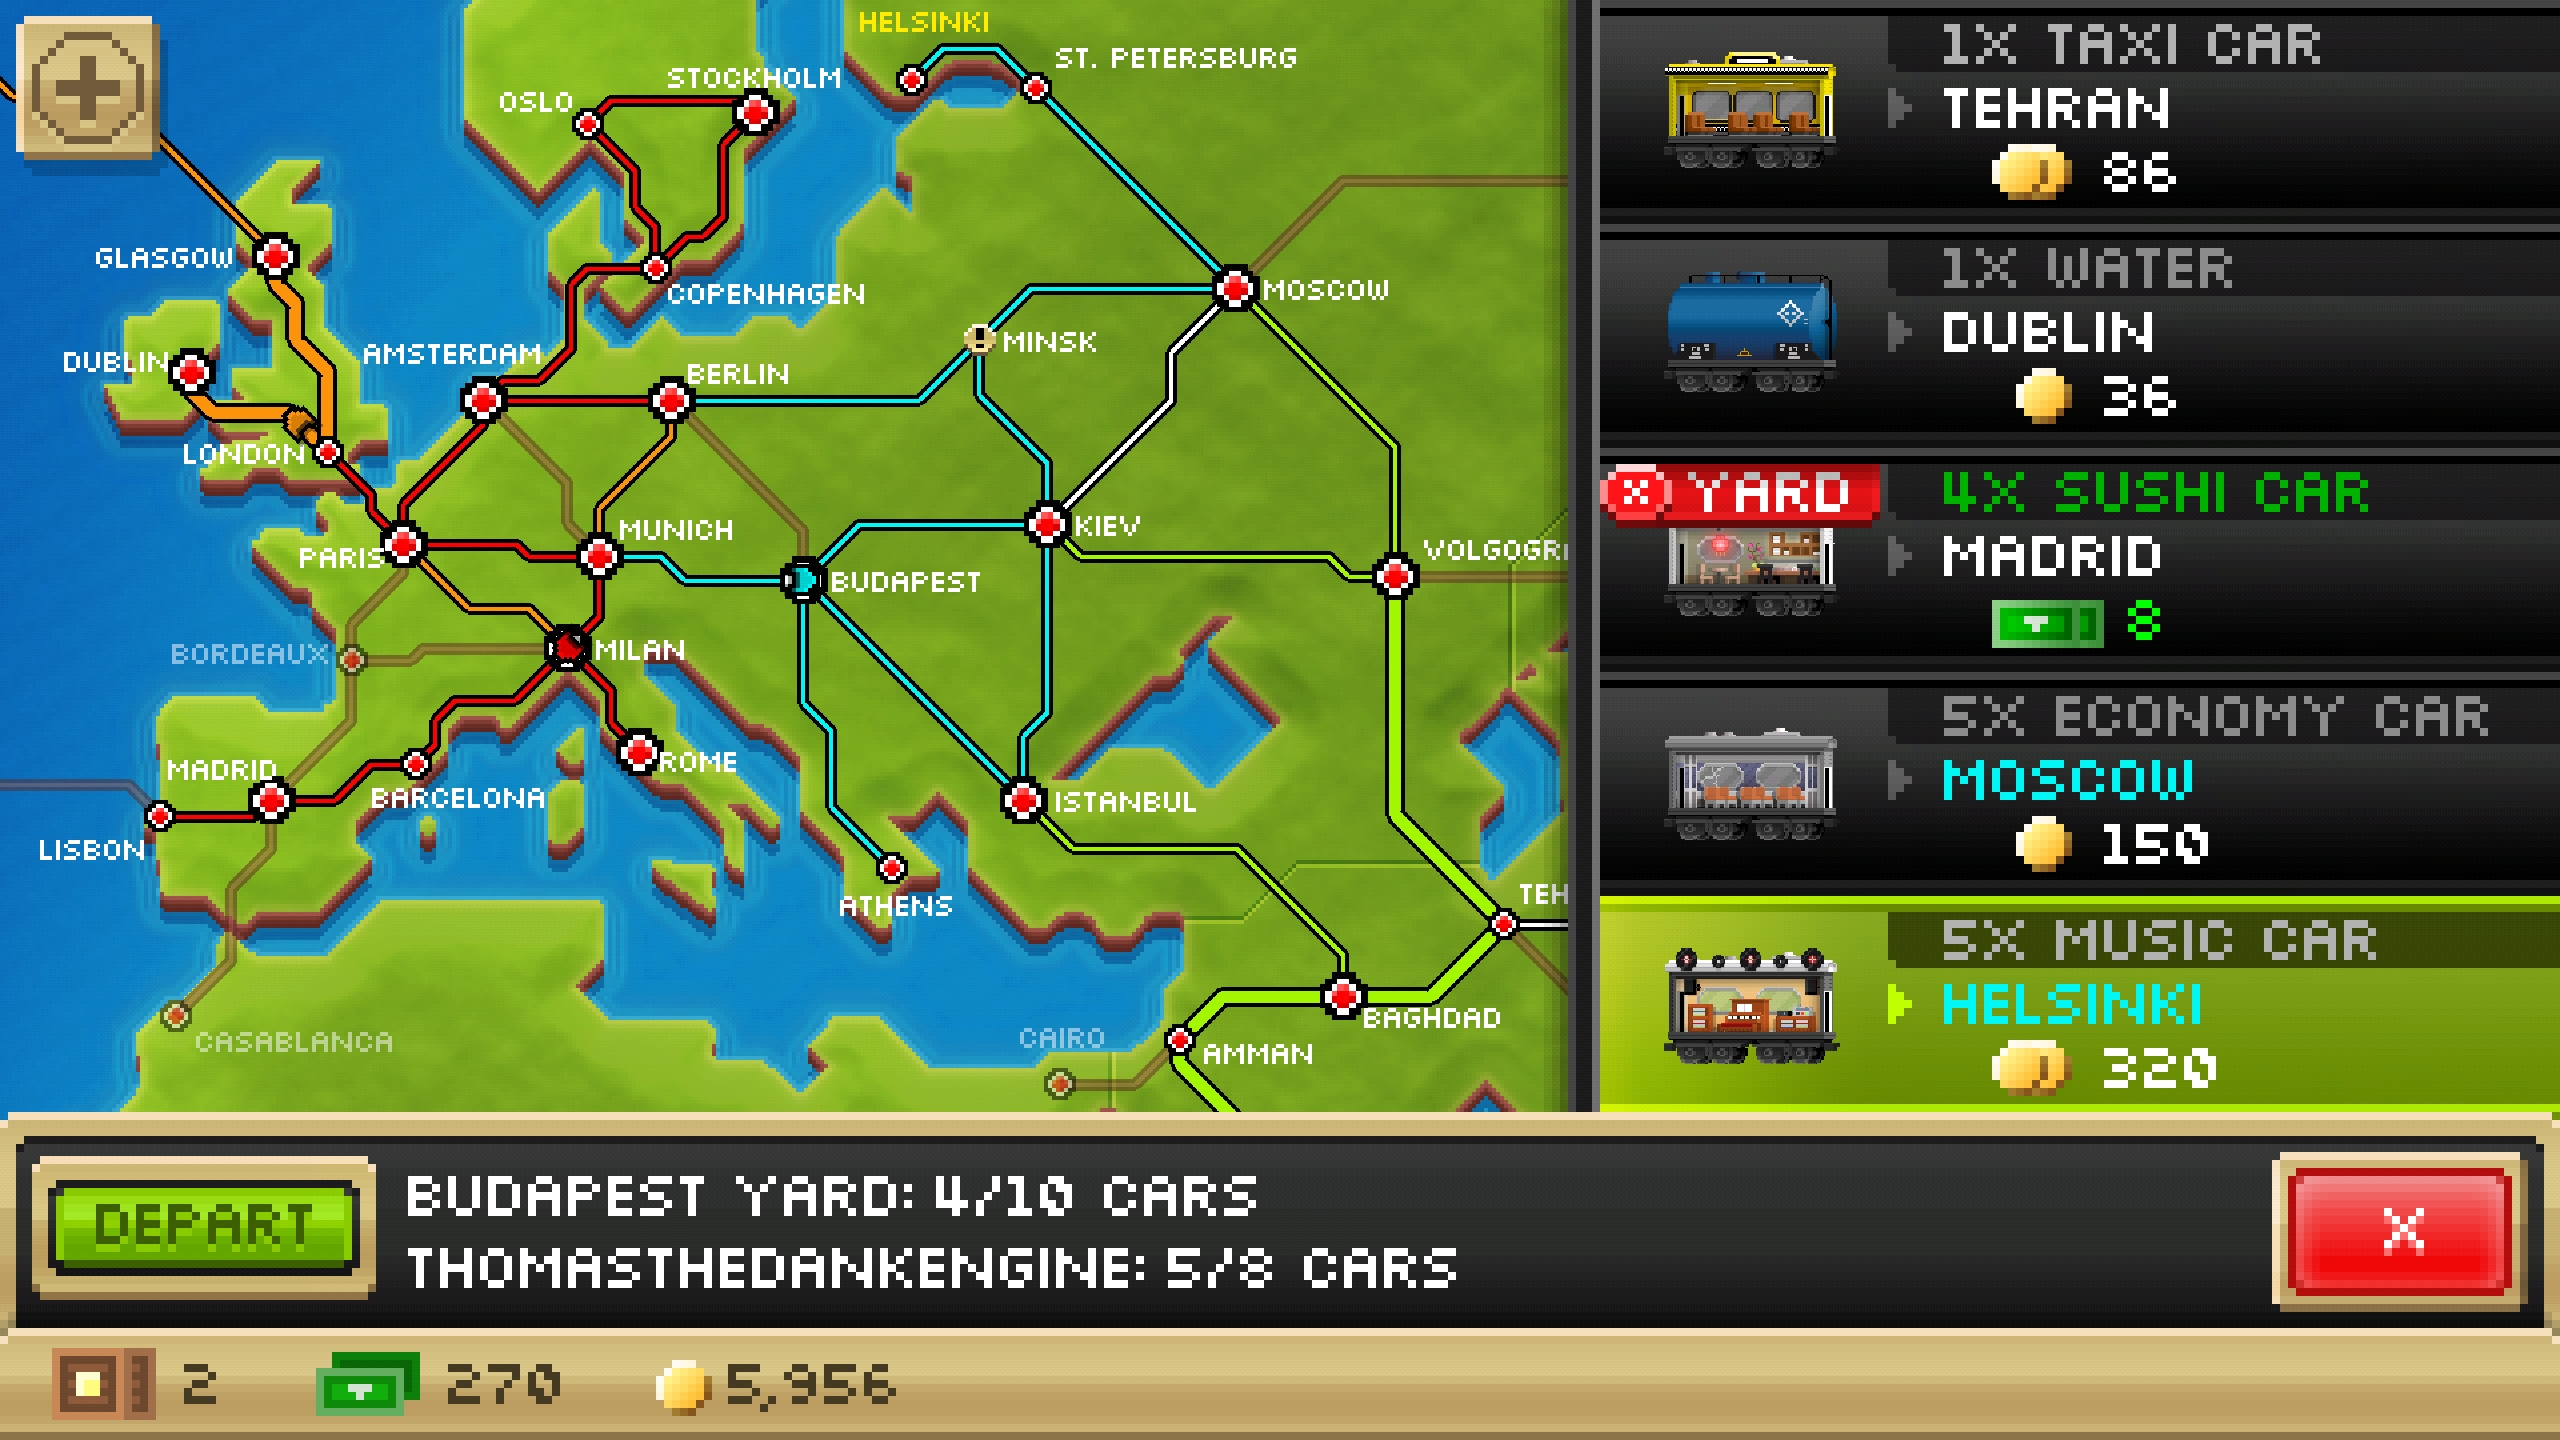 HELSINKI
ST. PETERSBURG
STOCKHOLM
OSLO
GLASGOW
COPENHAGEN
MOSCOW
MINSK
DUBLIN
AMSTERDAM
BERLIN
LONDON
PARIS
MUNICH
KIEV
VOLGOGR
BUDAPEST
BORDEAUX
MILAN
MADRID
ROME
BARCELONA
ISTANBUL
LISBON
ATHENS
TEH
CASABLANCA
CAIRO
BAGHDAD
AMMAN
1X TAXI CAR
TEHRAN
86
1X WATER
DUBLIN
36
X YARD
4X SUSHI CAR
MADRID
8
5X ECONOMY CAR
MOSCOW
150
5X MUSIC CAR
HELSINKI
320
DEPART
BUDAPEST YARD: 4/10 CARS
THOMASTHEDANKENGINE: 5/8 CARS
X
2
270
5,956